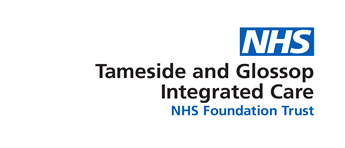 NHS
Tameside and Glossop
Integrated Care
NHS Foundation Trust